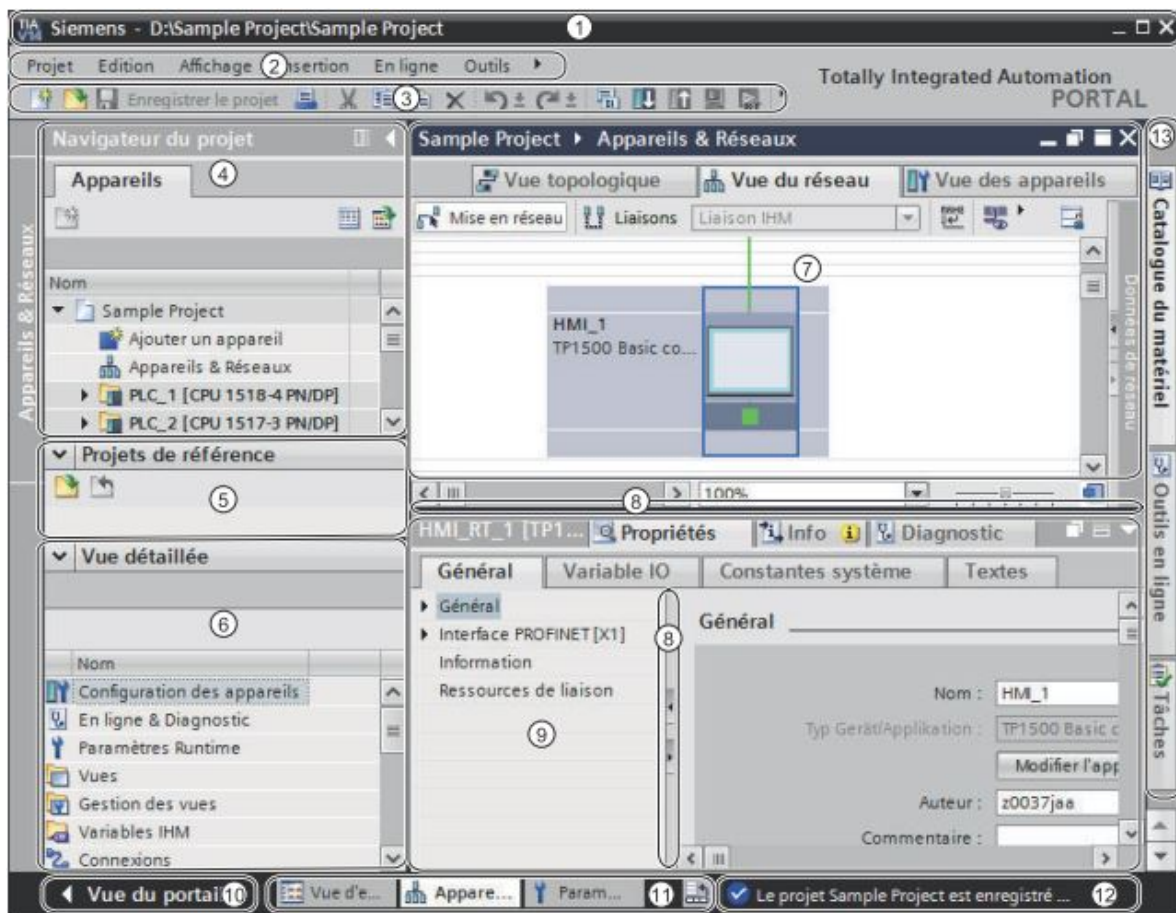 TIA V14 Siemens - D:\Sample Project\Sample Project ①
Projet Edition Affichage ② nsertion En ligne Outils
Totally Integrated Automation
PORTAL
Enregistrer le projet ③
Navigateur du projet
Appareils ④
Nom
Sample Project
Ajouter un appareil
Appareils & Réseaux
PLC_1 [CPU 1518-4 PN/DP]
PLC_2 [CPU 1517-3 PN/DP]
Appareils & Réseaux
Projets de référence
⑤
Vue détaillée
⑥
Nom
Configuration des appareils
En ligne & Diagnostic
Paramètres Runtime
Vues
Gestion des vues
Variables IHM
Connexions
Sample Project Appareils & Réseaux
Vue topologique Vue du réseau Vue des appareils
Mise en réseau Liaisons Liaison IHM
⑦
HMI_1
TP1500 Basic co...
Données de réseau
100%
⑧
HMI_RT_1 [TP1... Propriétés Info Diagnostic
Général Variable IO Constantes système Textes
Général
Interface PROFINET [X1]
Information
Ressources de liaison
⑧
⑨
Général
Nom : HMI_1
Typ Gerät/Applikation : TP1500 Basic c
Modifier l'app
Auteur : z0037jaa
Commentaire :
⑬
Catalogue du matériel
Outils en ligne
Tâches
Vue du portail ⑩ Vue d'e... Appare... Param... ⑪ Le projet Sample Project est enregistré ... ⑫